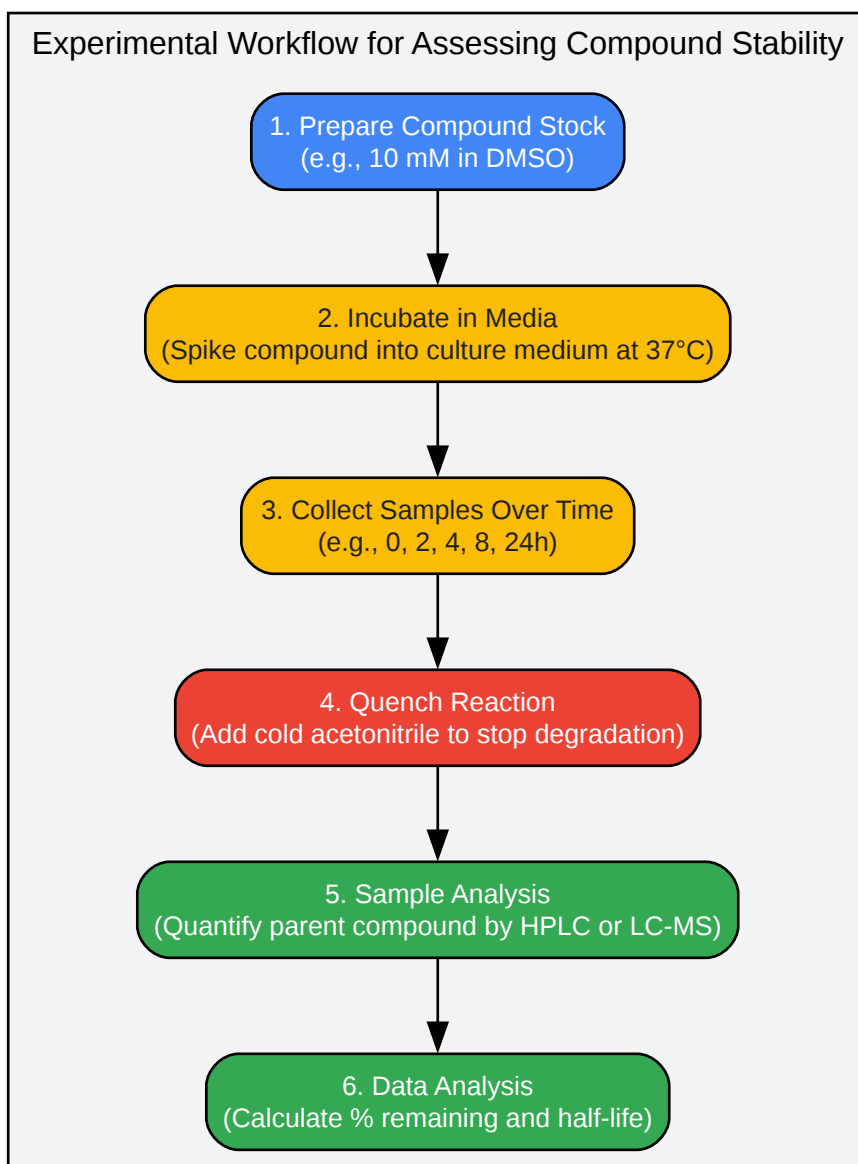 Experimental Workflow for Assessing Compound Stability
1. Prepare Compound Stock
(e.g., 10 mM in DMSO)
2. Incubate in Media
(Spike compound into culture medium at 37°C)
3. Collect Samples Over Time
(e.g., 0, 2, 4, 8, 24h)
4. Quench Reaction
(Add cold acetonitrile to stop degradation)
5. Sample Analysis
(Quantify parent compound by HPLC or LC-MS)
6. Data Analysis
(Calculate % remaining and half-life)